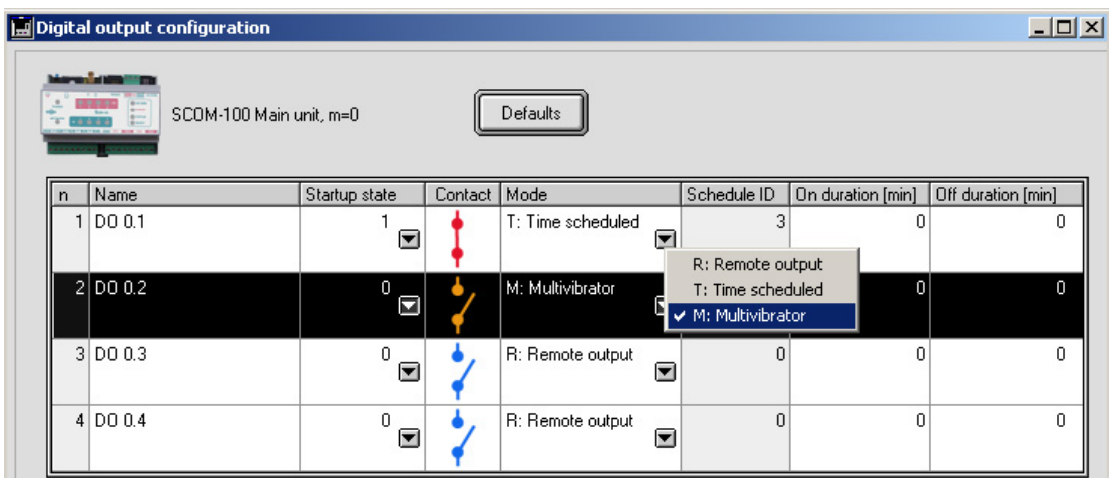 Digital output configuration
SCOM-100 Main unit, m=0
Defaults
n Name Startup state Contact Mode Schedule ID On duration [min] Off duration [min]
1 DO 0.1 1 T: Time scheduled 3 0 0
R: Remote output
2 DO 0.2 0 M: Multivibrator 0 0
T: Time scheduled
✓ M: Multivibrator
3 DO 0.3 0 R: Remote output 0 0 0
4 DO 0.4 0 R: Remote output 0 0 0